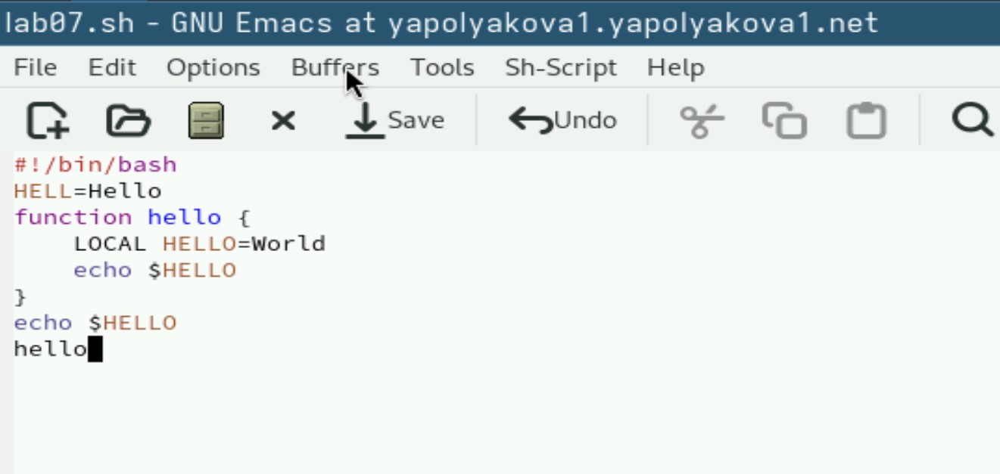 lab07.sh - GNU Emacs at yapolyakova1.yapolyakova1.net
File Edit Options Buffers Tools Sh-Script Help
Save Undo
#!/bin/bash
HELL=Hello
function hello {
    LOCAL HELLO=World
    echo $HELLO
}
echo $HELLO
hello